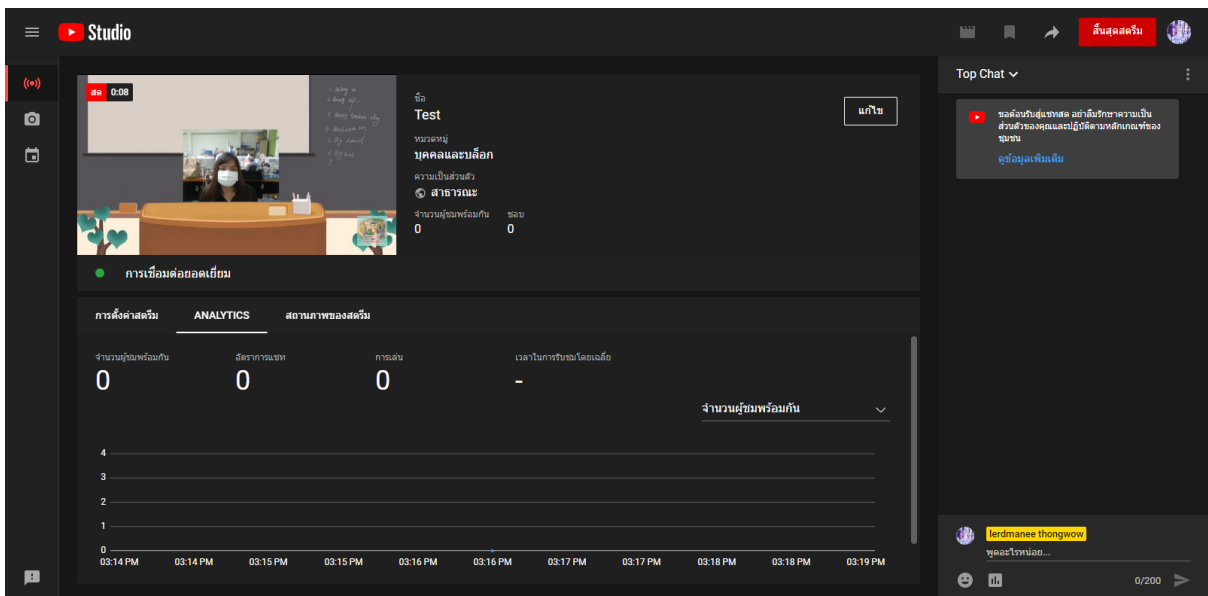 Studio
สิ้นสุดสตรีม
สด 0:08
ชื่อ
Test
แก้ไข
หมวดหมู่
บุคคลและบล็อก
ความเป็นส่วนตัว
สาธารณะ
จำนวนผู้ชมพร้อมกัน ชอบ
0 0
การเชื่อมต่อยอดเยี่ยม
การตั้งค่าสตรีม ANALYTICS สถานภาพของสตรีม
จำนวนผู้ชมพร้อมกัน อัตราการแชท การเล่น เวลาในการรับชมโดยเฉลี่ย
0 0 0 -
จำนวนผู้ชมพร้อมกัน
4
3
2
1
0
03:14 PM 03:14 PM 03:15 PM 03:15 PM 03:16 PM 03:16 PM 03:17 PM 03:17 PM 03:18 PM 03:18 PM 03:19 PM
Top Chat
ขอต้อนรับสู่แชทสด อย่าลืมรักษาความเป็น
ส่วนตัวของคุณและปฏิบัติตามหลักเกณฑ์ของ
ชุมชน
ดูข้อมูลเพิ่มเติม
lerdmanee thongwow
พูดอะไรหน่อย...
0/200